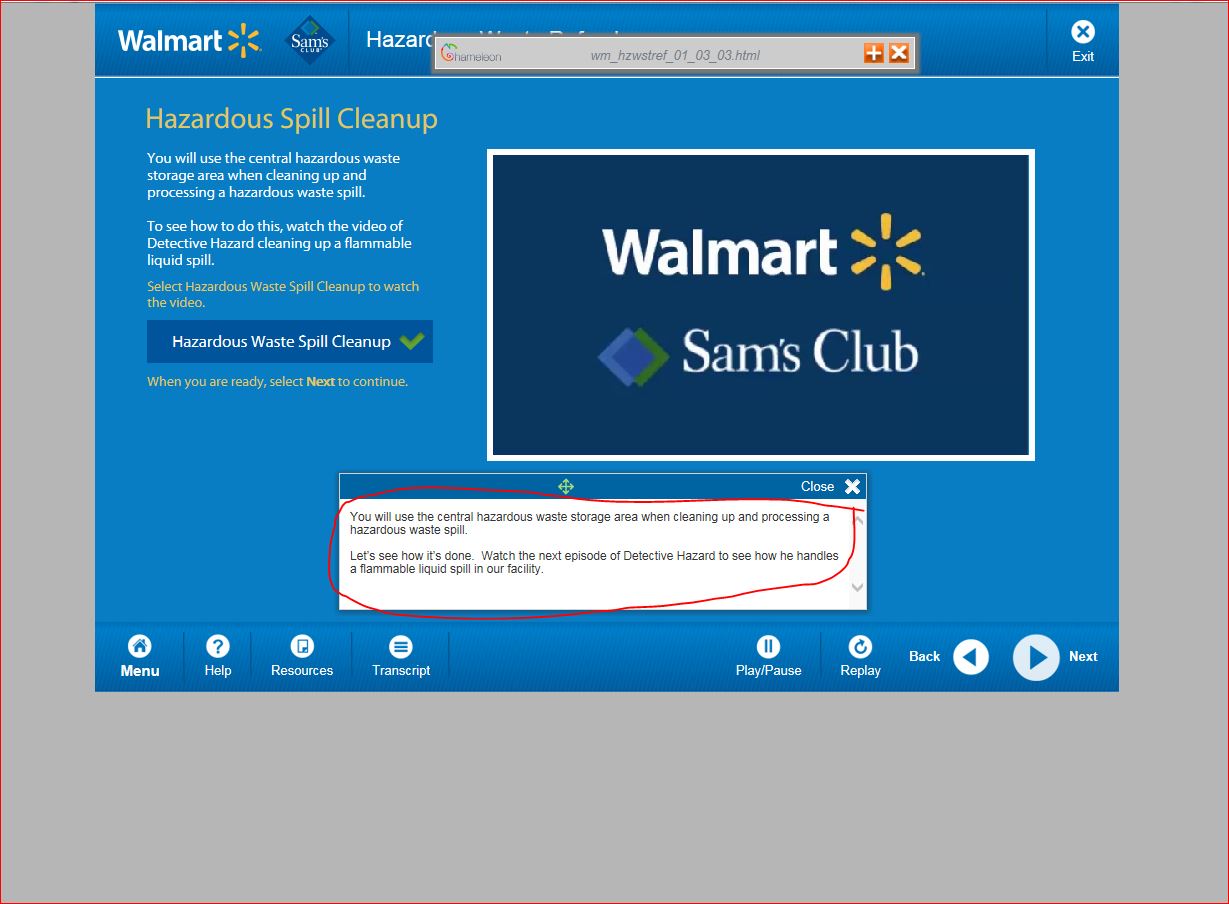 Walmart
Sam's
CLUB
Exit
Chameleon
wm_hzwstref_01_03_03.html
Hazardous Spill Cleanup
You will use the central hazardous waste
storage area when cleaning up and
processing a hazardous waste spill.
To see how to do this, watch the video of
Detective Hazard cleaning up a flammable
liquid spill.
Select Hazardous Waste Spill Cleanup to watch
the video.
Hazardous Waste Spill Cleanup
When you are ready, select Next to continue.
Walmart
Sam's Club
Close
You will use the central hazardous waste storage area when cleaning up and processing a
hazardous waste spill.
Let's see how it's done.  Watch the next episode of Detective Hazard to see how he handles
a flammable liquid spill in our facility.
Menu
Help
Resources
Transcript
Play/Pause
Replay
Back
Next